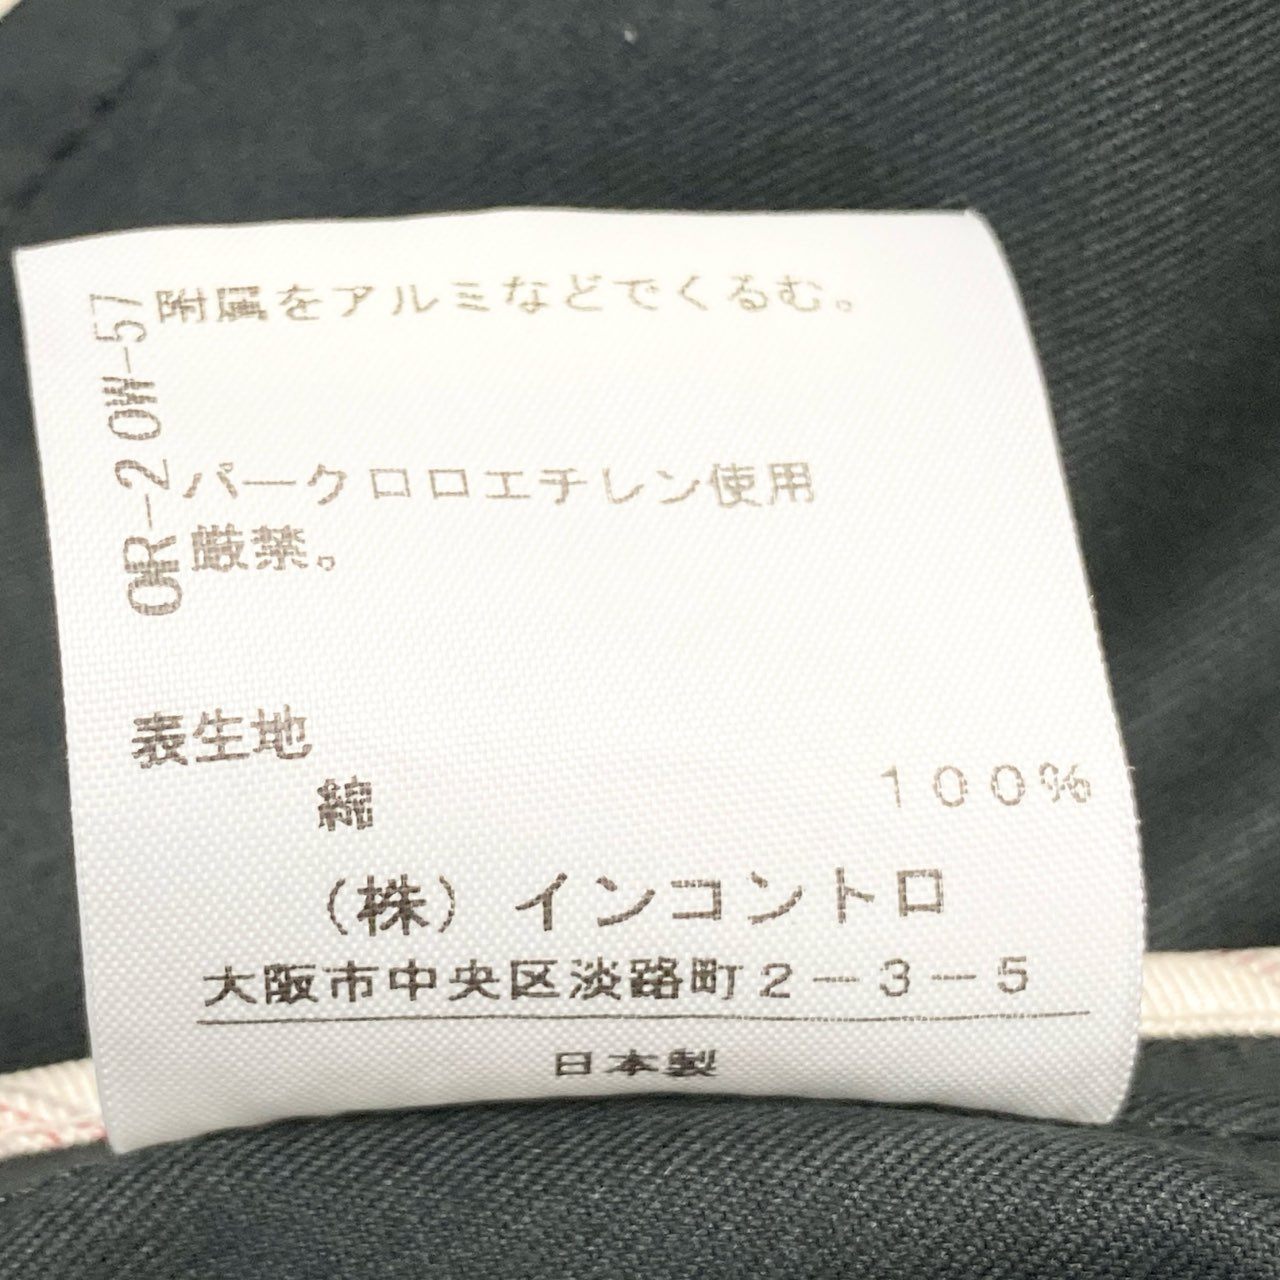 附属をアルミなどでくるむ。
OR-20W-57
パークロロエチレン使用
厳禁。
表生地
綿 100%
(株) インコントロ
大阪市中央区淡路町2-3-5
日本製